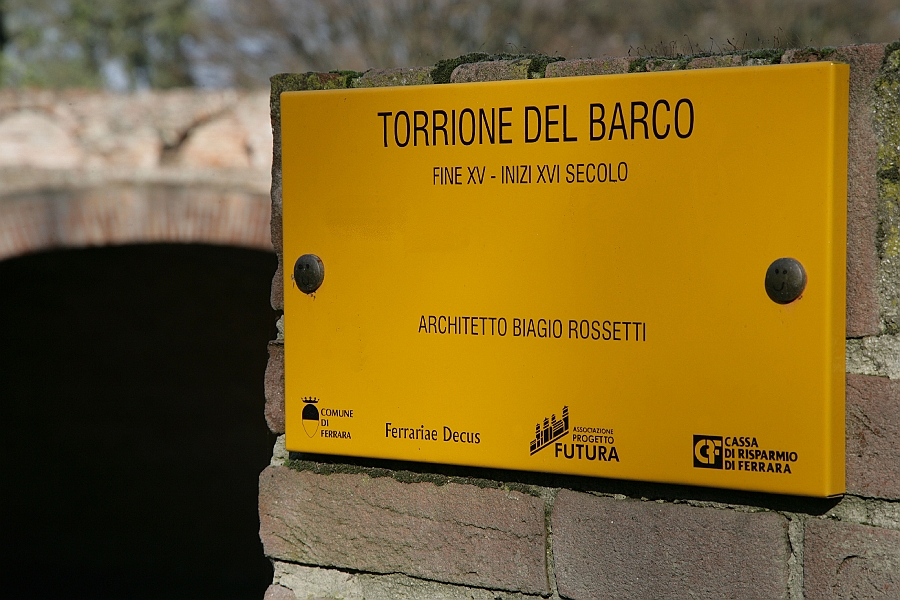 TORRIONE DEL BARCO
FINE XV - INIZI XVI SECOLO
ARCHITETTO BIAGIO ROSSETTI
COMUNE
DI
FERRARA
Ferrariae Decus
ASSOCIAZIONE
PROGETTO
FUTURA
CF
CASSA
DI RISPARMIO
DI FERRARA